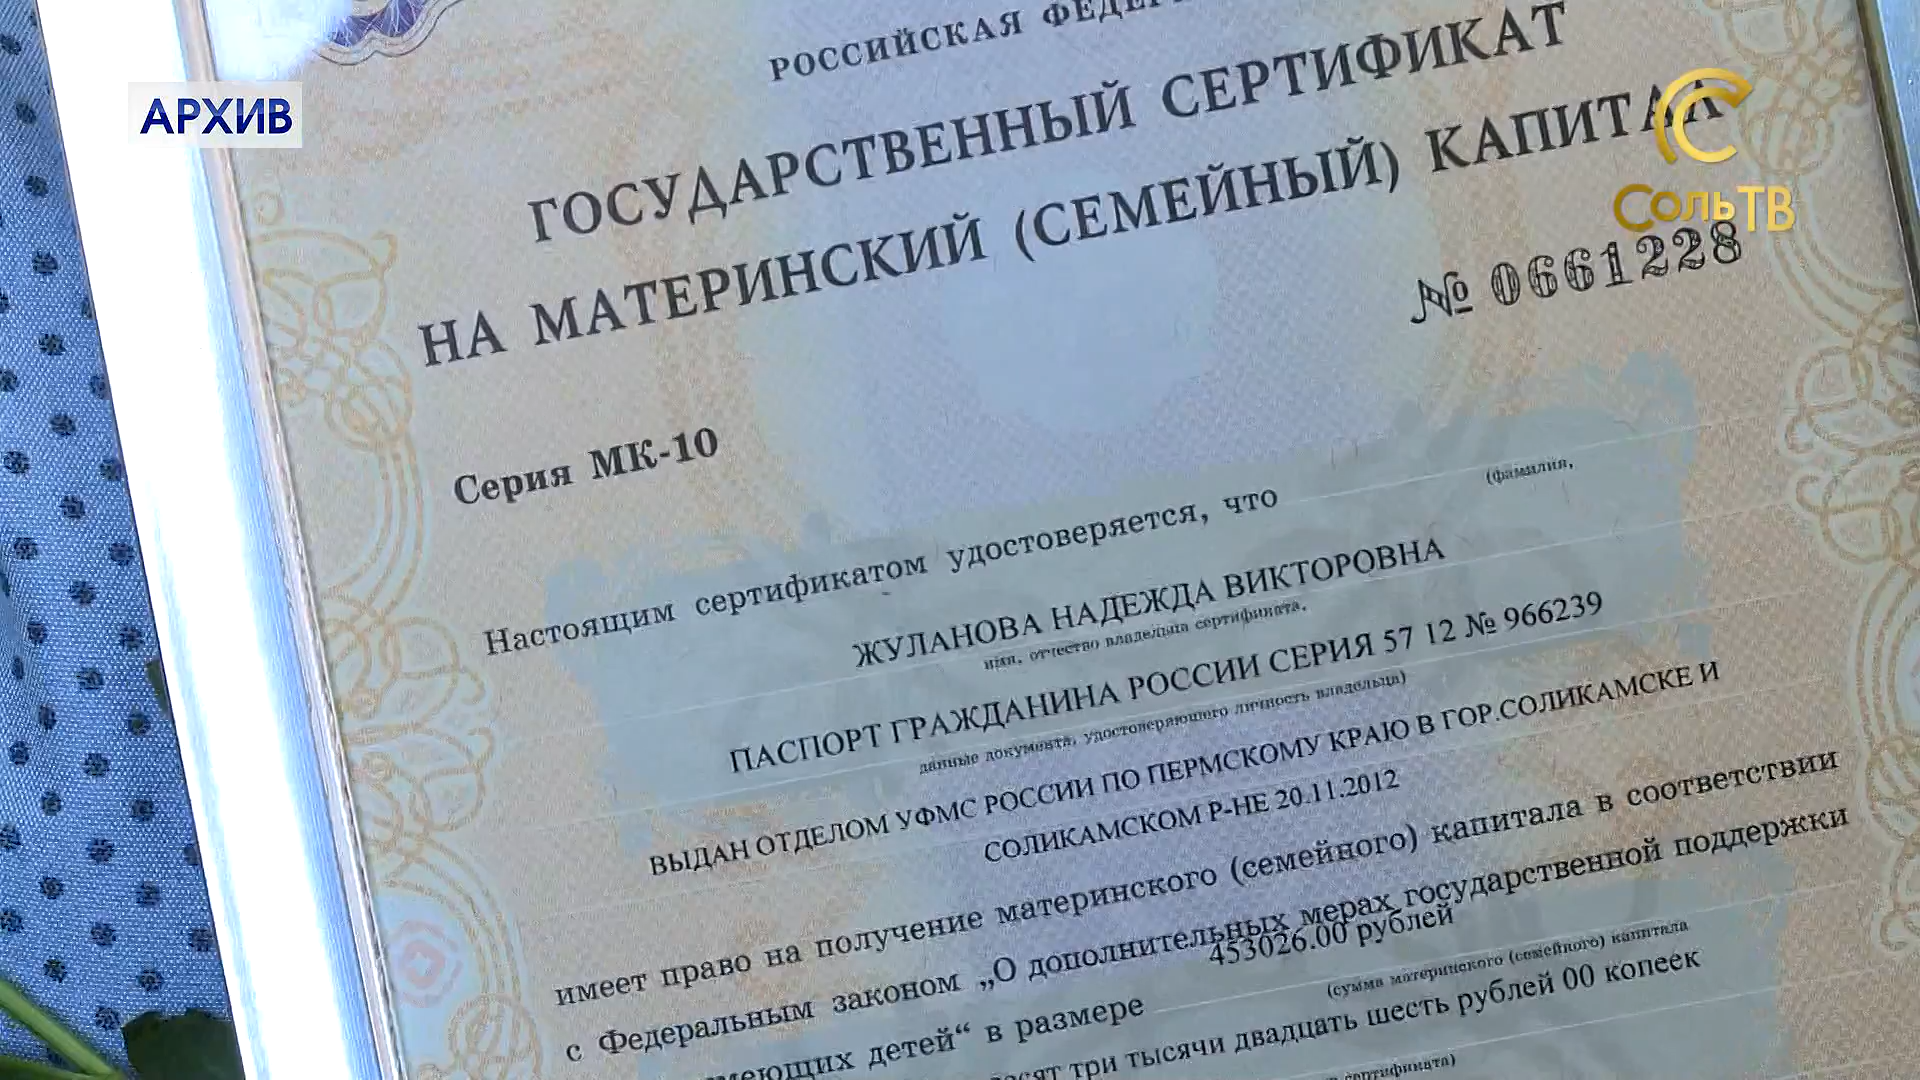 РОССИЙСКАЯ
АРХИВ
ГОСУДАРСТВЕННЫЙ СЕРТИФИКАТ
НА МАТЕРИНСКИЙ (СЕМЕЙНЫЙ) КАПИТАЛ
СольТВ
№ 0661228
Серия МК-10
Настоящим сертификатом удостоверяется, что
(фамилия,
ЖУЛАНОВА НАДЕЖДА ВИКТОРОВНА
имя, отчество владельца сертификата,
ПАСПОРТ ГРАЖДАНИНА РОССИИ СЕРИЯ 57 12 № 966239
данные документа, удостоверяющего личность владельца)
ВЫДАН ОТДЕЛОМ УФМС РОССИИ ПО ПЕРМСКОМУ КРАЮ В ГОР.СОЛИКАМСКЕ И
СОЛИКАМСКОМ Р-НЕ 20.11.2012
имеет право на получение материнского (семейного) капитала в соответствии
с Федеральным законом „О дополнительных мерах государственной поддержки
453026.00 рублей
детей“ в размере
(сумма материнского (семейного) капитала
три тысячи двадцать шесть рублей 00 копеек